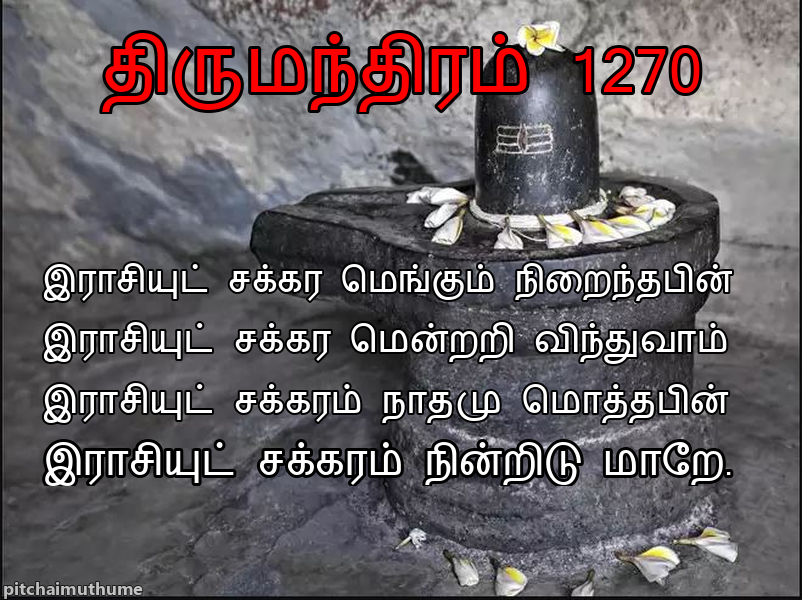 திருமந்திரம் 1270
இராசியுட் சக்கர மெங்கும் நிறைந்தபின்
இராசியுட் சக்கர மென்றறி விந்துவாம்
இராசியுட் சக்கரம் நாதமு மொத்தபின்
இராசியுட் சக்கரம் நின்றிடு மாறே.
pitchaimuthume